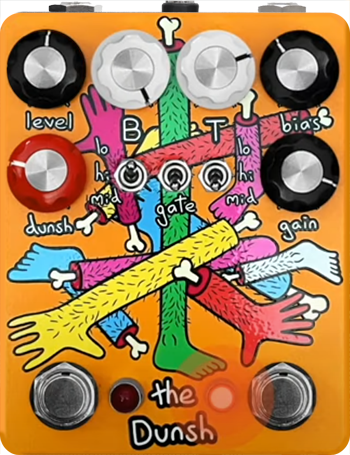 level B T bias
lo lo
hi hi
mid mid
dunsh gate gain
the
Dunsh